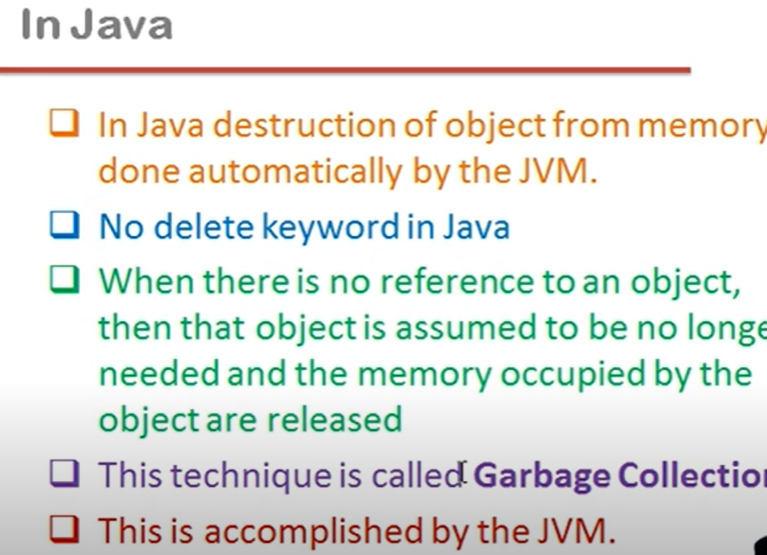 In Java
In Java destruction of object from memory
done automatically by the JVM.
No delete keyword in Java
When there is no reference to an object,
then that object is assumed to be no longe
needed and the memory occupied by the
object are released
This technique is called Garbage Collection
This is accomplished by the JVM.